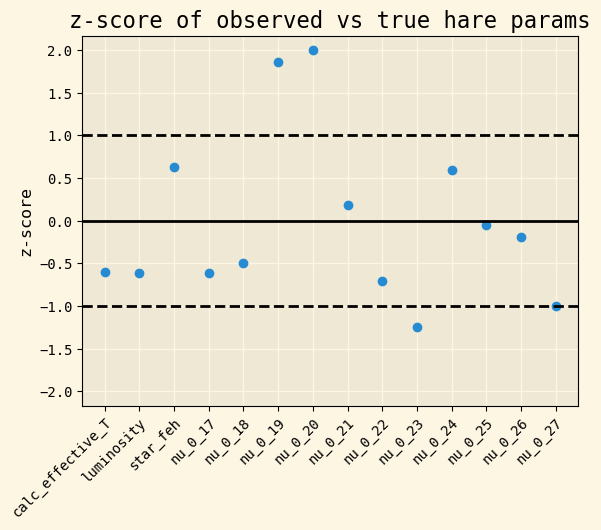 z-score of observed vs true hare params
2.0
1.5
1.0
0.5
0.0
−0.5
−1.0
−1.5
−2.0
z-score
calc_effective_T
luminosity
star_feh
nu_0_17
nu_0_18
nu_0_19
nu_0_20
nu_0_21
nu_0_22
nu_0_23
nu_0_24
nu_0_25
nu_0_26
nu_0_27